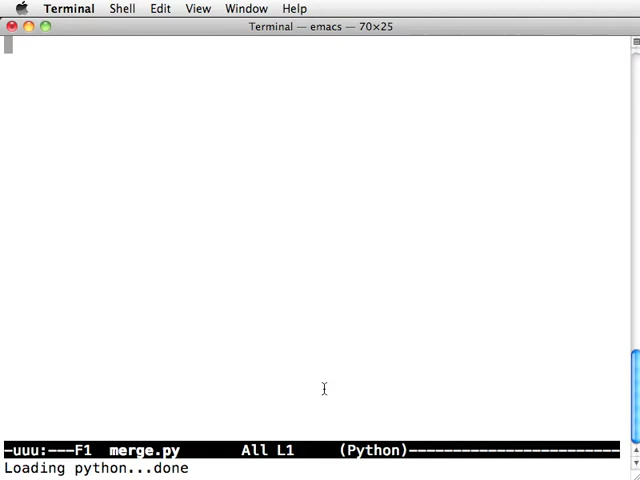 Terminal Shell Edit View Window Help
Terminal — emacs — 70×25
-uuu:---F1 merge.py All L1 (Python)--------------------------
Loading python...done